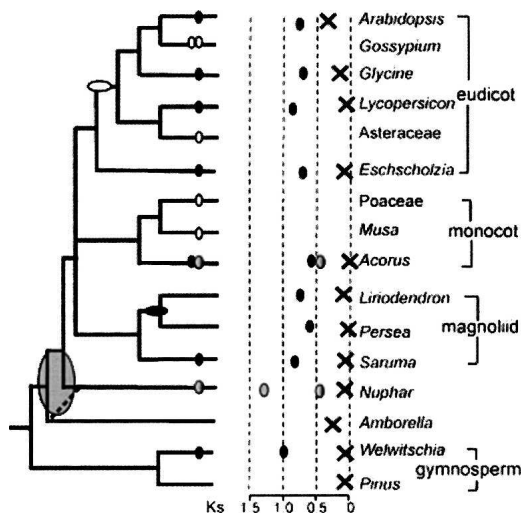 Arabidopsis
Gossypium
Glycine
eudicot
Lycopersicon
Asteraceae
Eschscholzia
Poaceae
Musa
monocot
Acorus
Liriodendron
magnoliid
Persea
Saruma
Nuphar
Amborella
Welwitschia
gymnosperm
Pinus
Ks 1 5 1 0 0 5 0